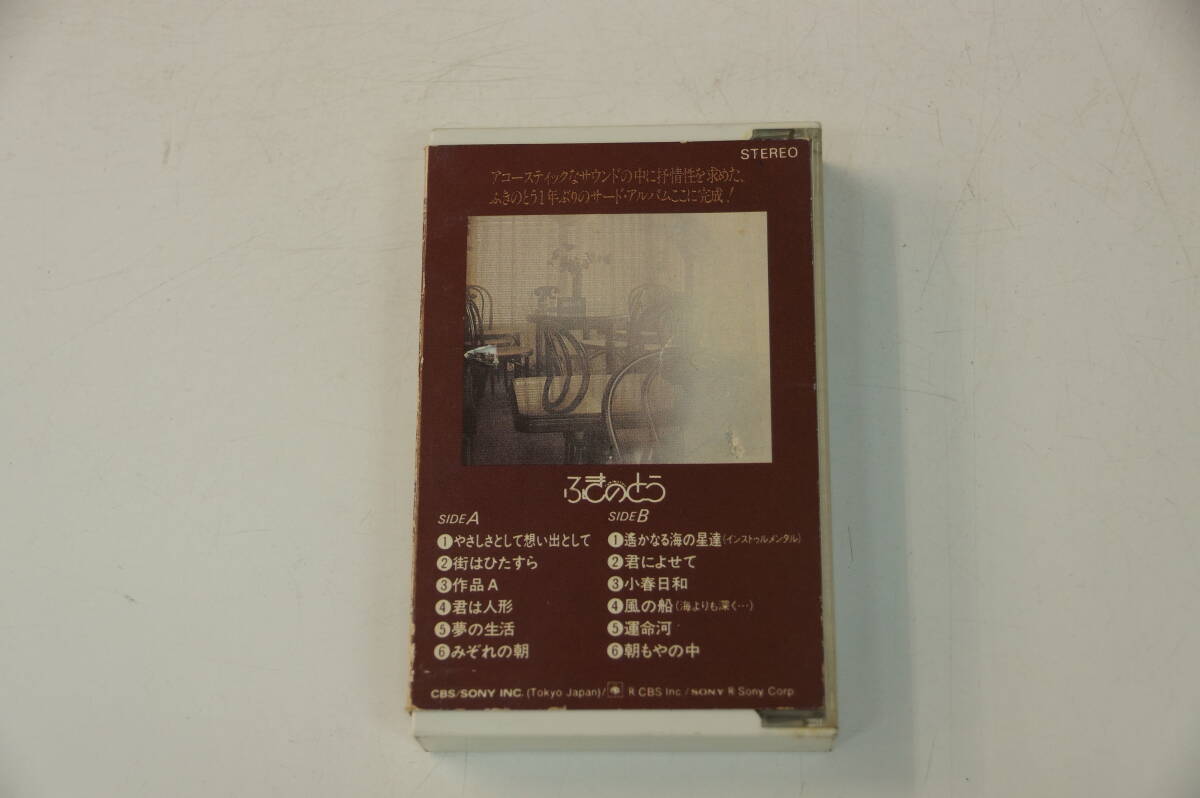 STEREO
アコースティックなサウンドの中に抒情性を求めた、
ふきのとう1年ぶりのサード・アルバムここに完成!
ふきのとう
SIDE A
❶やさしさとして想い出として
❷街はひたすら
❸作品A
❹君は人形
❺夢の生活
❻みぞれの朝
SIDE B
❶遙かなる海の星達(インストゥルメンタル)
❷君によせて
❸小春日和
❹風の船(海よりも深く…)
❺運命河
❻朝もやの中
CBS/SONY INC. (Tokyo Japan)/ ® CBS Inc./SONY ® Sony Corp.